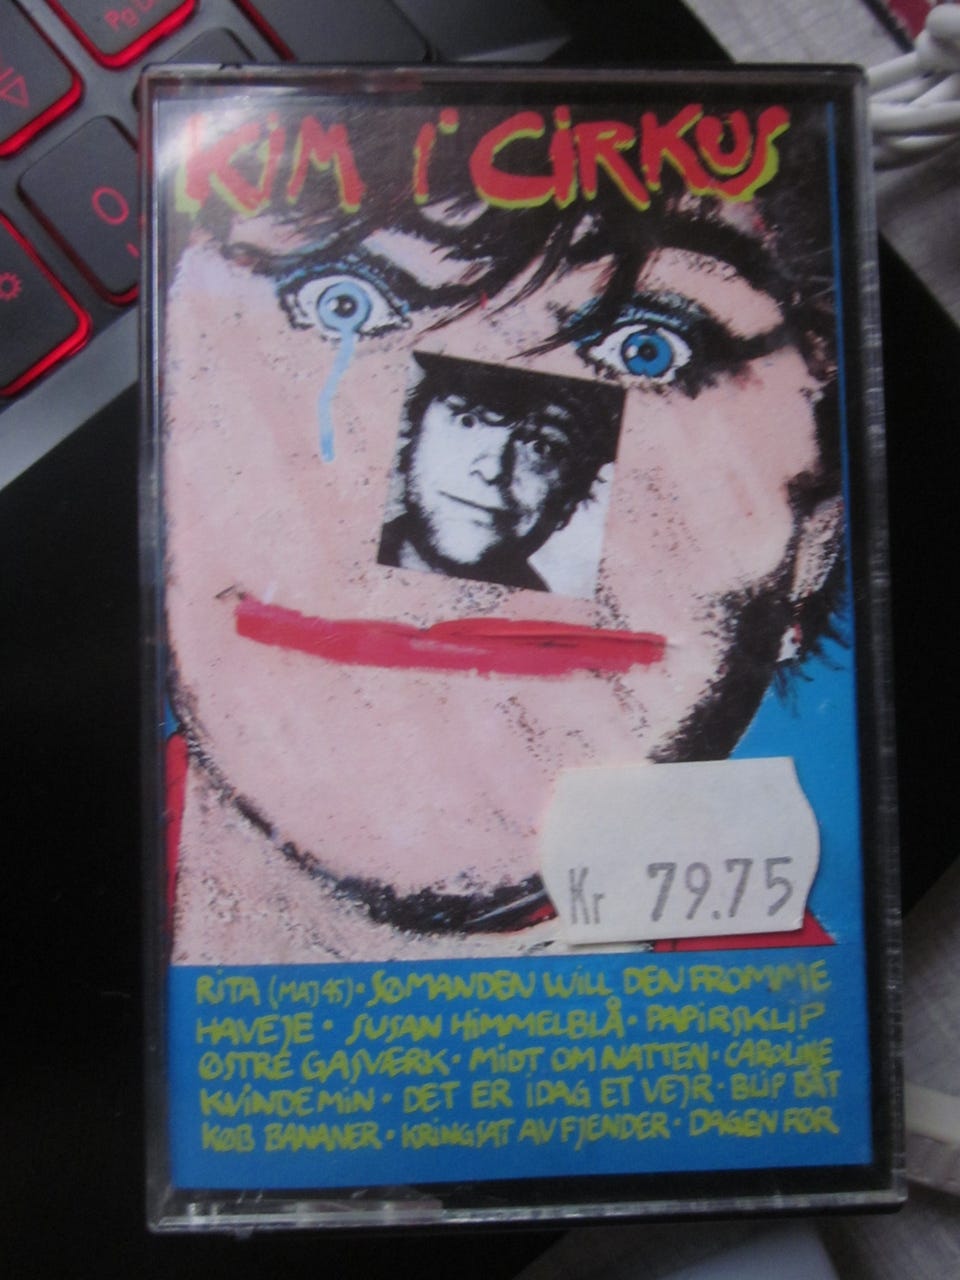 Pg D
O
KIM I CIRKUS
Kr 79.75
RITA (MAJ 45) · SØMANDEN WILL DEN FROMME
HAVEJE · SUSAN HIMMELBLÅ · PAPIRSKLIP
ØSTRE GASVÆRK · MIDT OM NATTEN · CAROLINE
KVINDE MIN · DET ER IDAG ET VEJR · BLIP BÅT
KØB BANANER · KRINGSAT AV FJENDER · DAGEN FØR